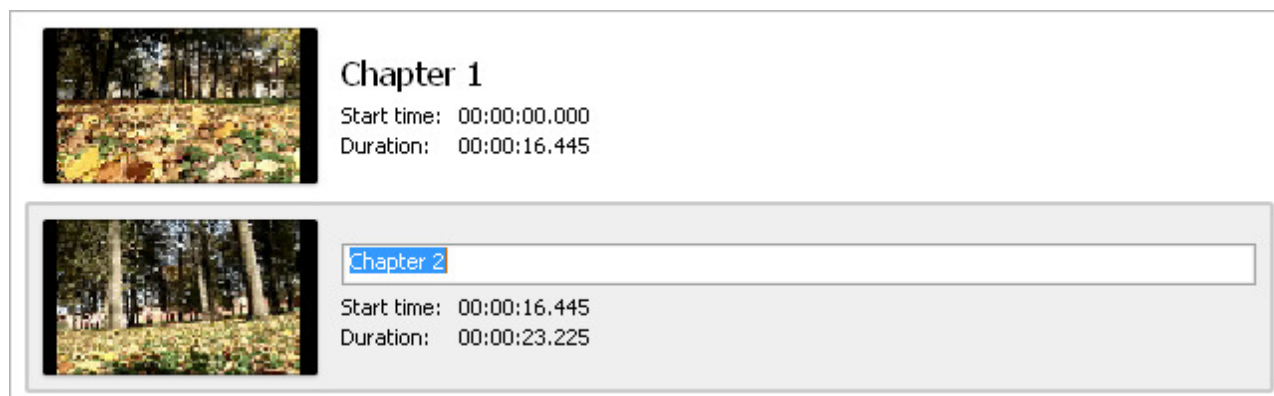 Chapter 1
Start time: 00:00:00.000
Duration: 00:00:16.445
Chapter 2
Start time: 00:00:16.445
Duration: 00:00:23.225